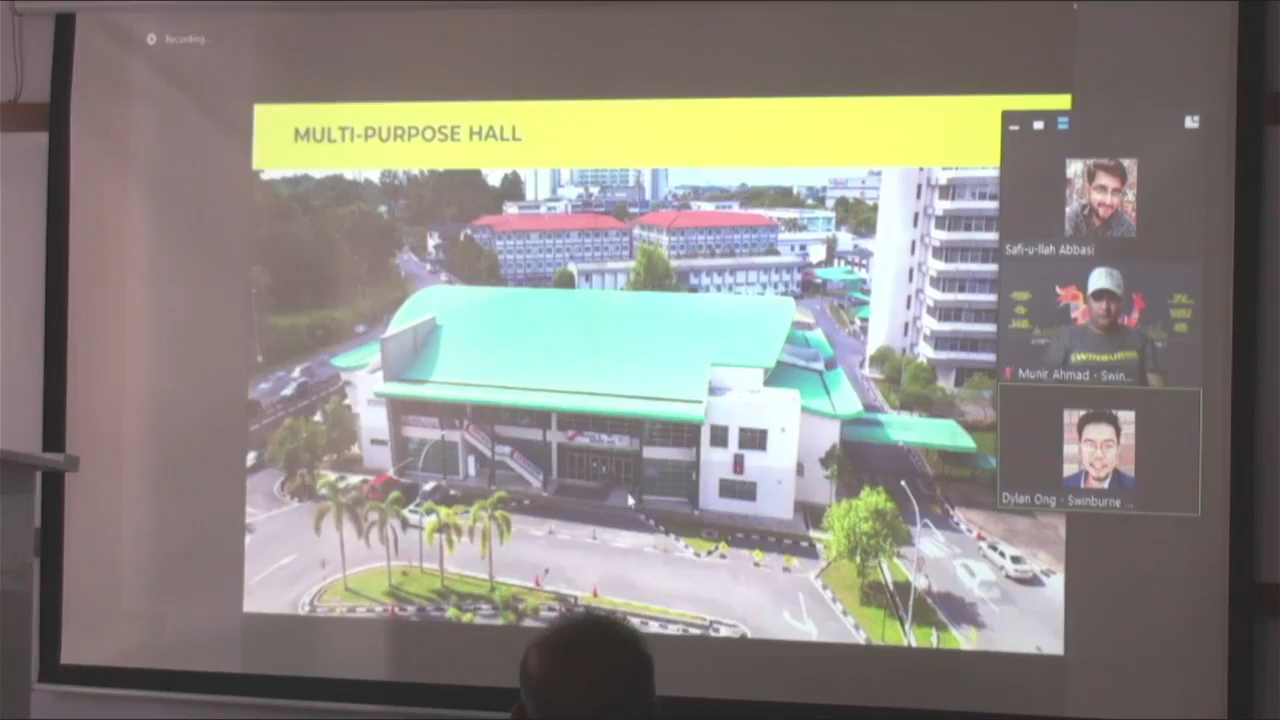 Recording...
MULTI-PURPOSE HALL
Safi-u-llah Abbasi
SWINBURNE
Munir Ahmad - Swin...
Dylan Ong - Swinburne ...